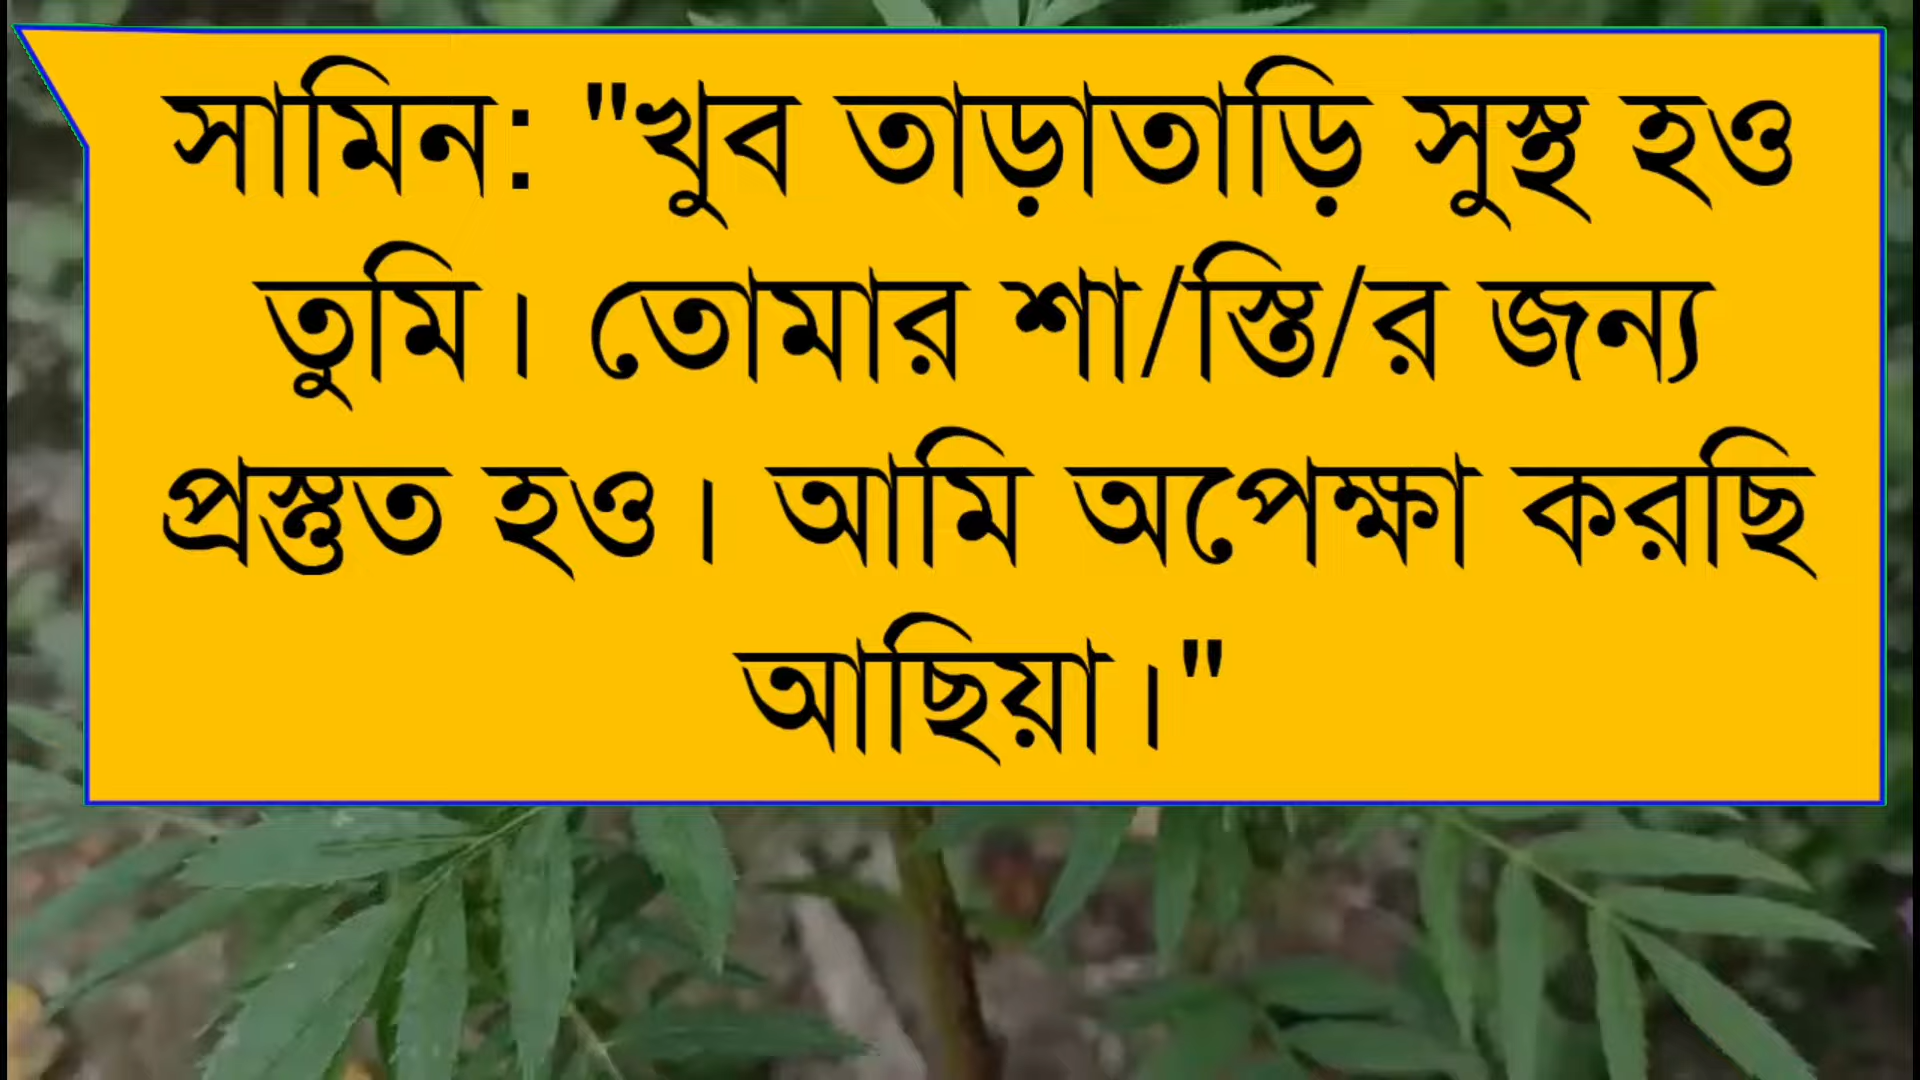 সামিন: "খুব তাড়াতাড়ি সুস্থ হও
তুমি। তোমার শা/স্তি/র জন্য
প্রস্তুত হও। আমি অপেক্ষা করছি
আছিয়া।"